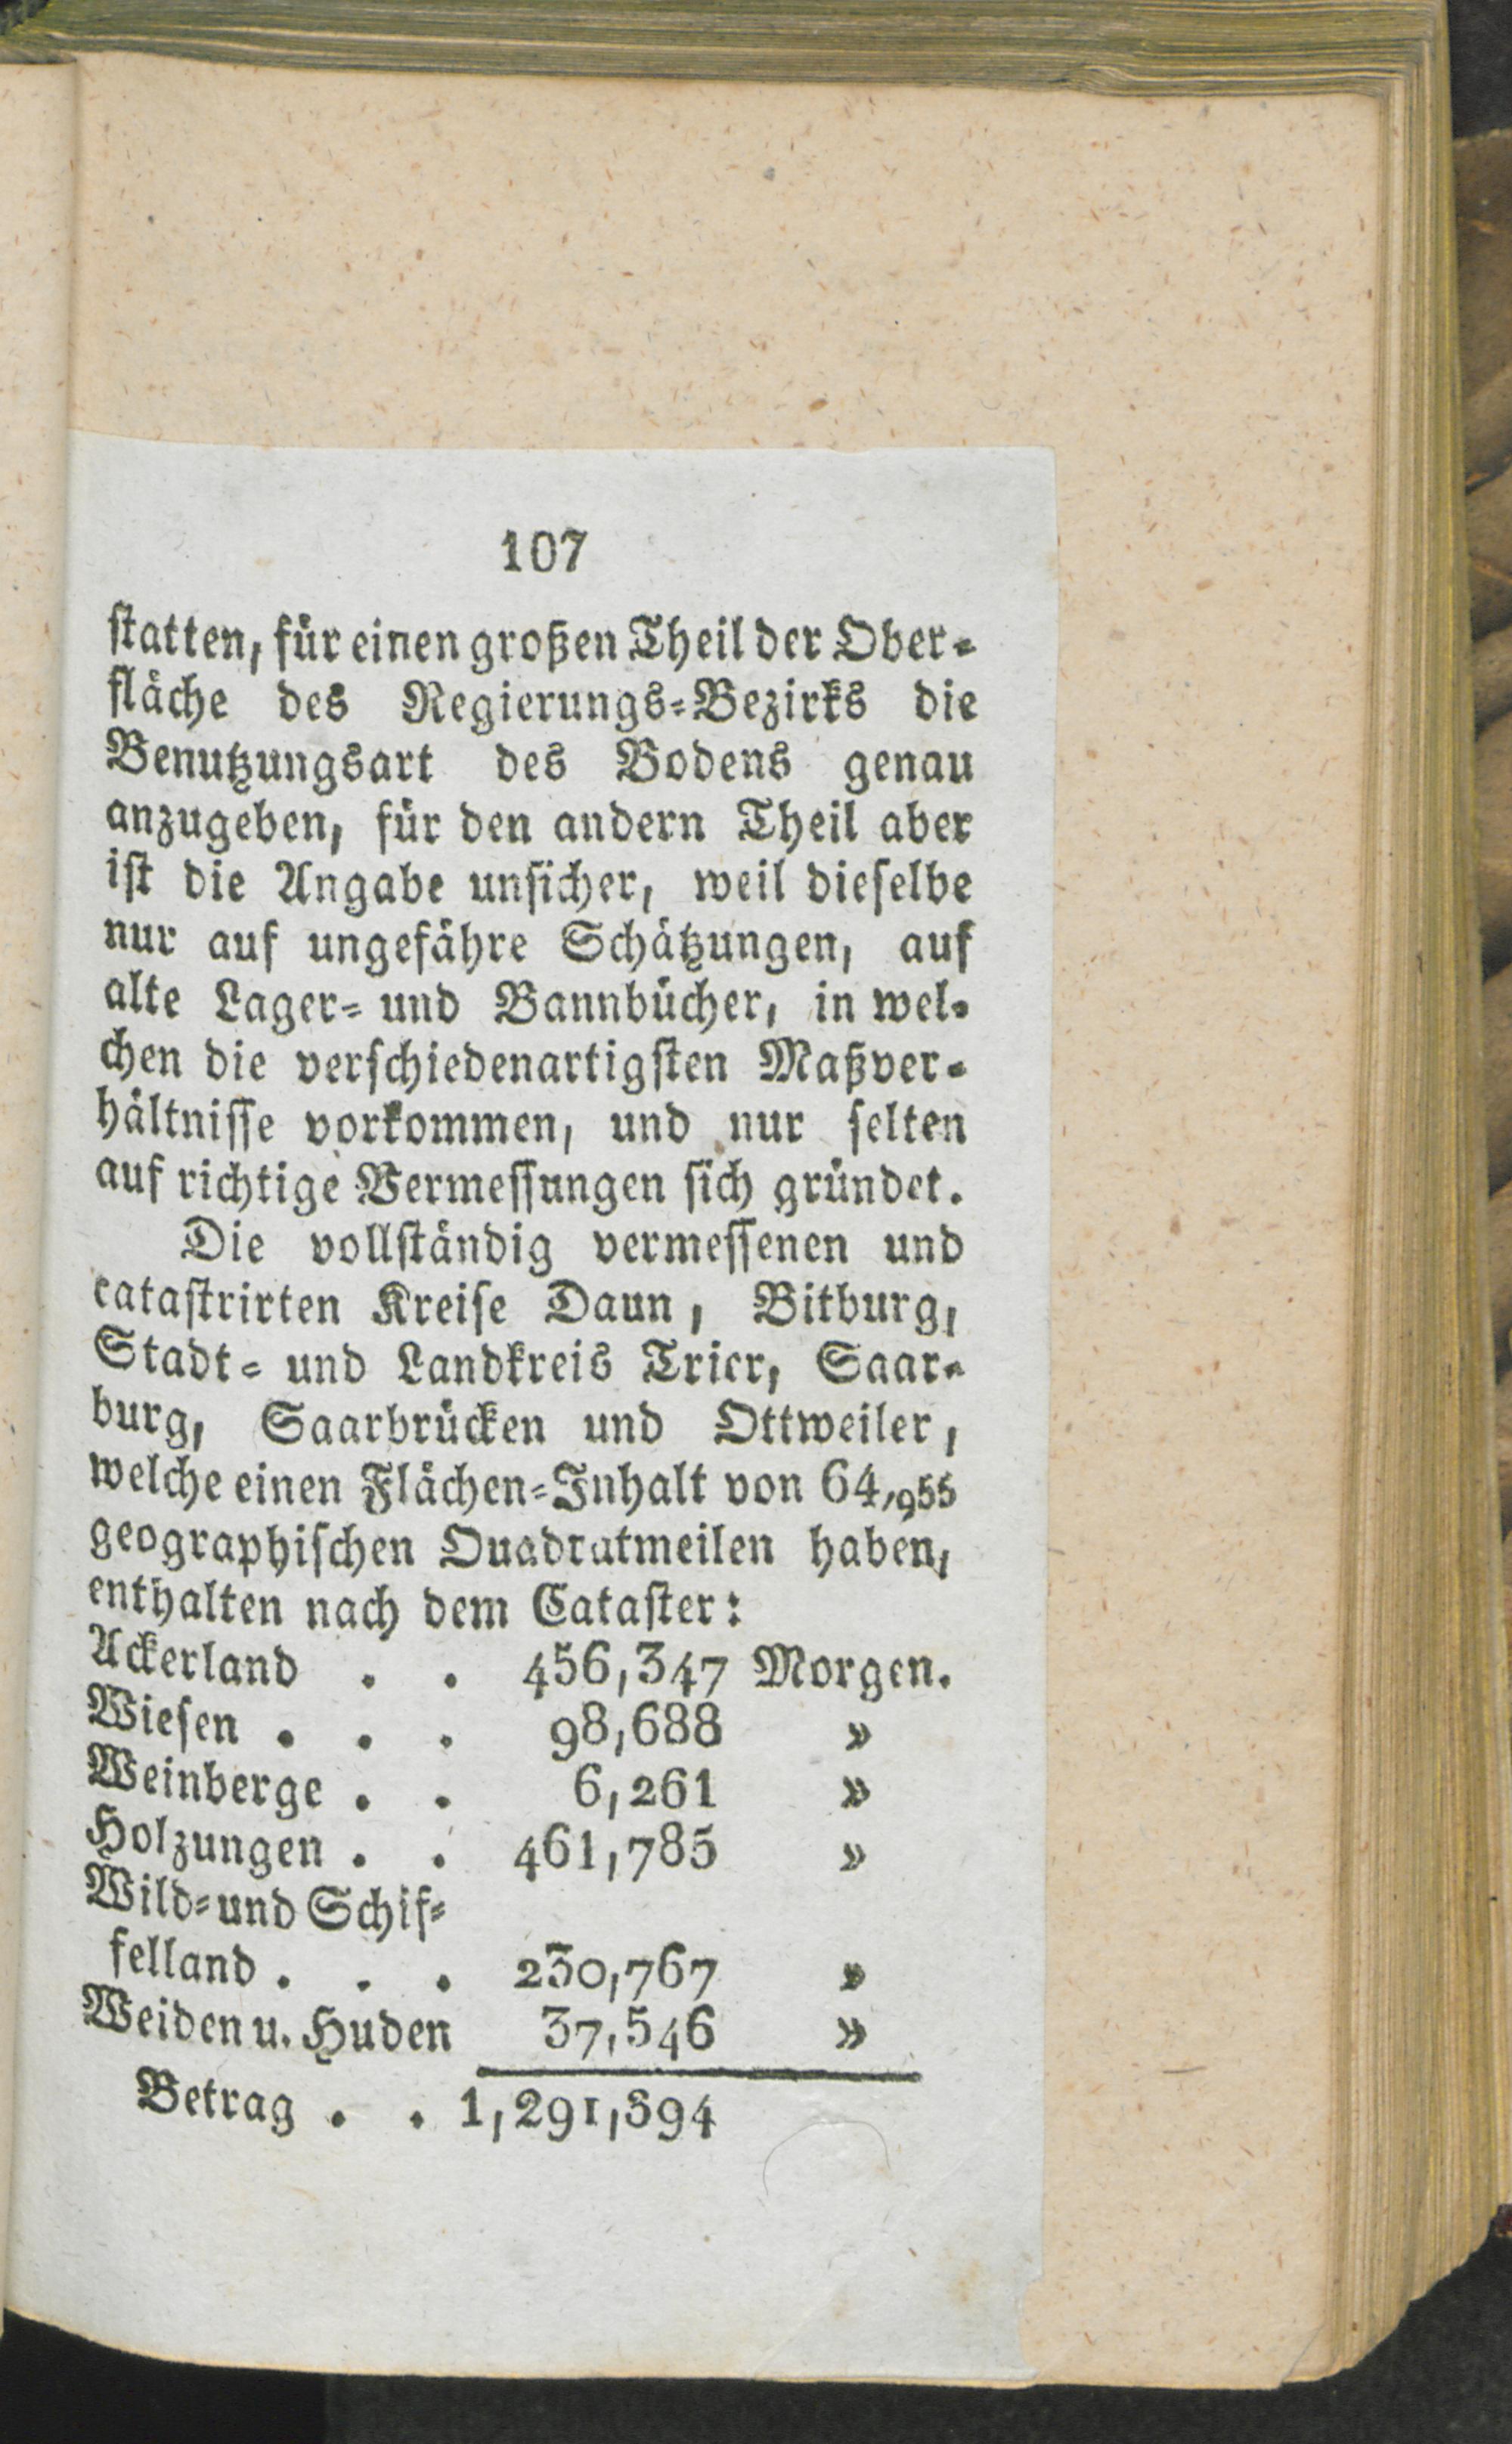 107
statten, für einen großen Theil der Ober-
fläche des Regierungs-Bezirks die
Benutzungsart des Bodens genau
anzugeben, für den andern Theil aber
ist die Angabe unsicher, weil dieselbe
nur auf ungefähre Schätzungen, auf
alte Lager- und Bannbücher, in wel-
chen die verschiedenartigsten Maßver-
hältnisse vorkommen, und nur selten
auf richtige Vermessungen sich gründet.
Die vollständig vermessenen und
catastrirten Kreise Daun, Bitburg,
Stadt- und Landkreis Trier, Saar-
burg, Saarbrücken und Ottweiler,
welche einen Flächen-Inhalt von 64,955
geographischen Quadratmeilen haben,
enthalten nach dem Cataster:
Ackerland . . 456,347 Morgen.
Wiesen . . . 98,688 »
Weinberge . . 6,261 »
Holzungen . . 461,785 »
Wild- und Schif-
felland . . . 230,767 »
Weiden u. Huden 37,546 »
Betrag . . 1,291,394